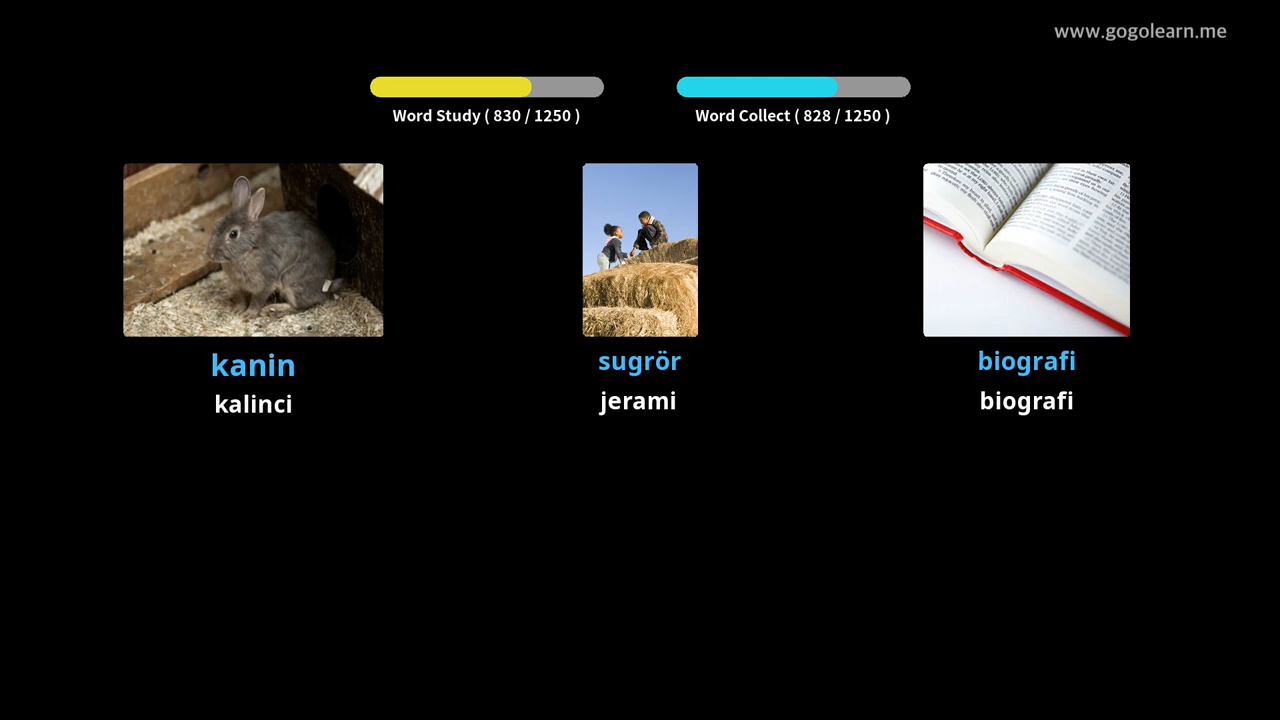 www.gogolearn.me
Word Study ( 830 / 1250 )
Word Collect ( 828 / 1250 )
kanin
kalinci
sugrör
jerami
biografi
biografi